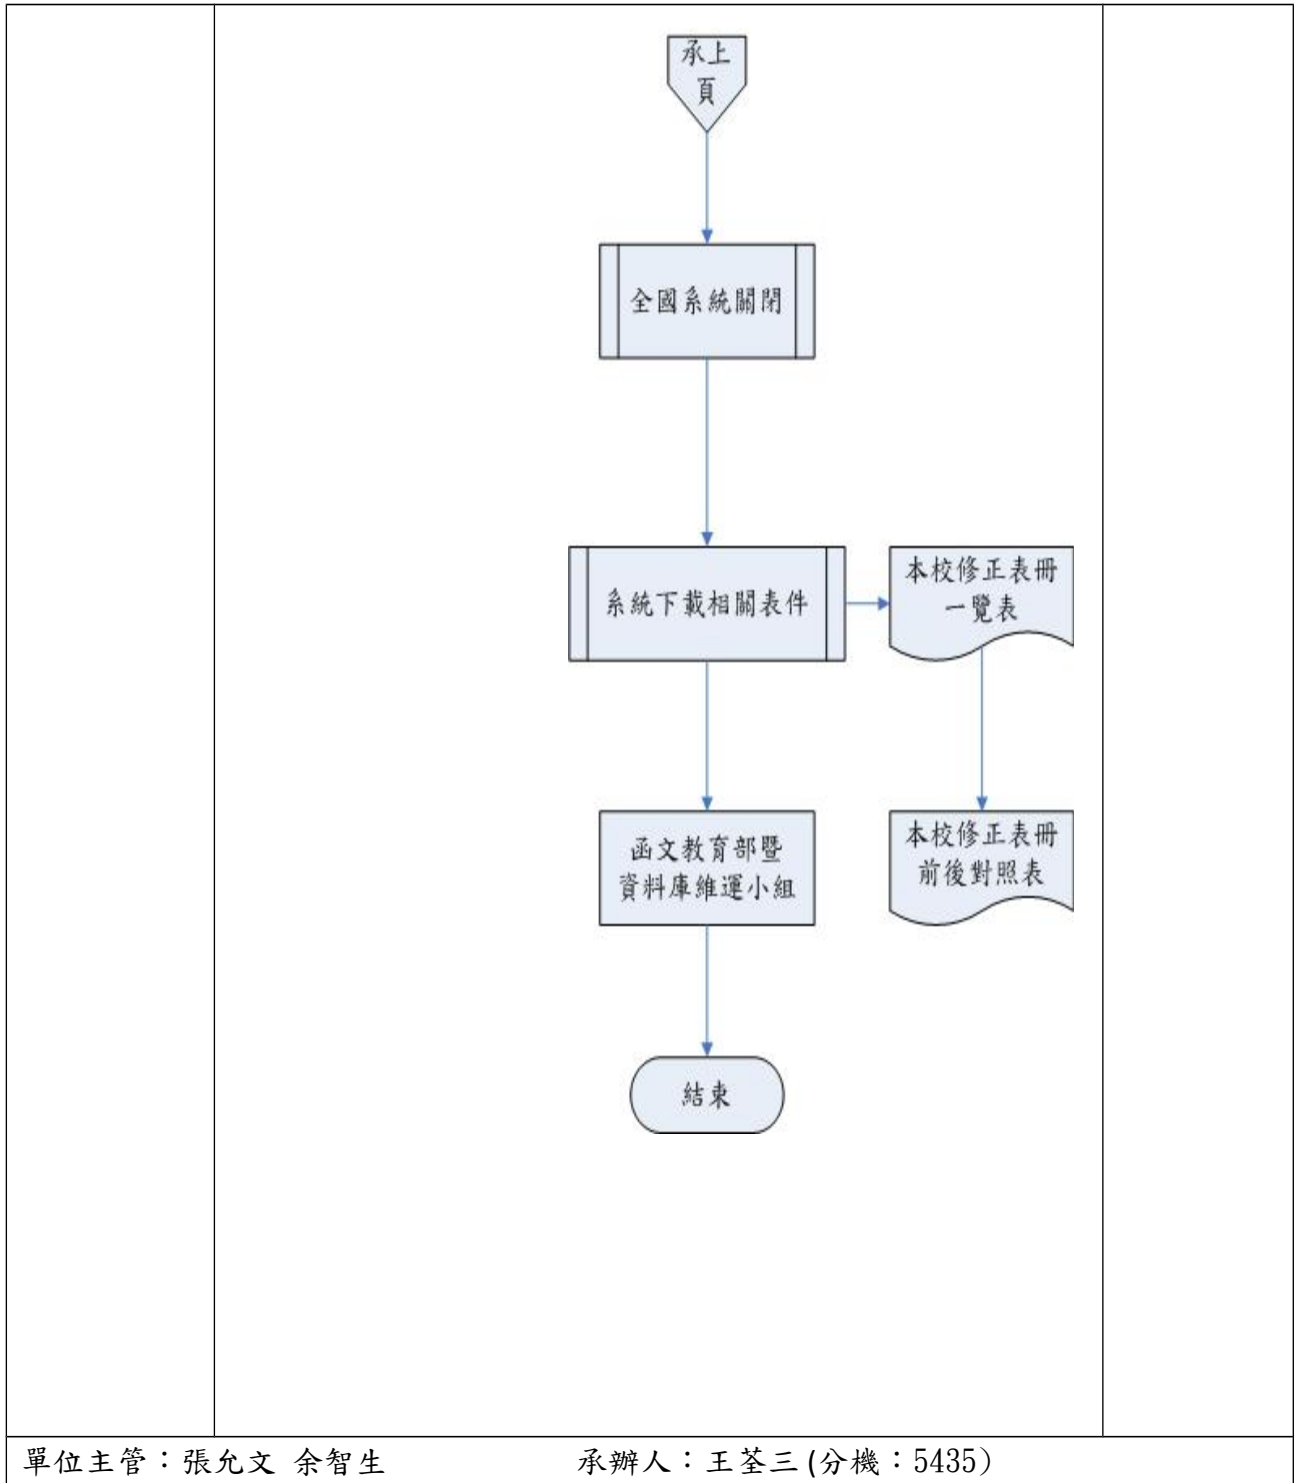 承上
頁
全國系統關閉
系統下載相關表件
本校修正表冊
一覽表
函文教育部暨
資料庫維運小組
本校修正表冊
前後對照表
結束
單位主管：張允文 余智生 承辦人：王荃三(分機：5435)